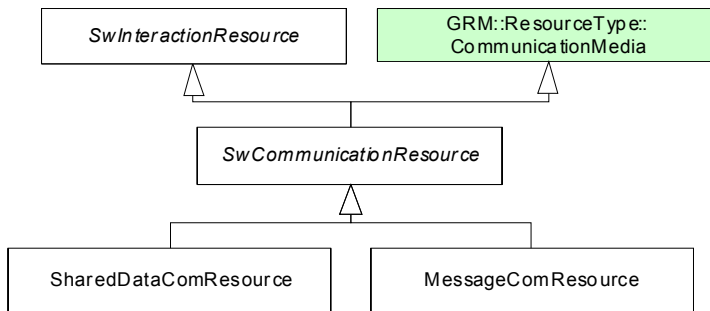 SwInteractionResource
GRM::ResourceType::
CommunicationMedia
SwCommunicationResource
SharedDataComResource
MessageComResource